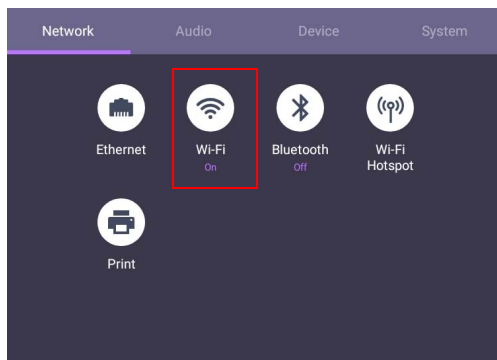 Network Audio Device System
Ethernet Wi-Fi Bluetooth Wi-Fi
On Off Hotspot
Print